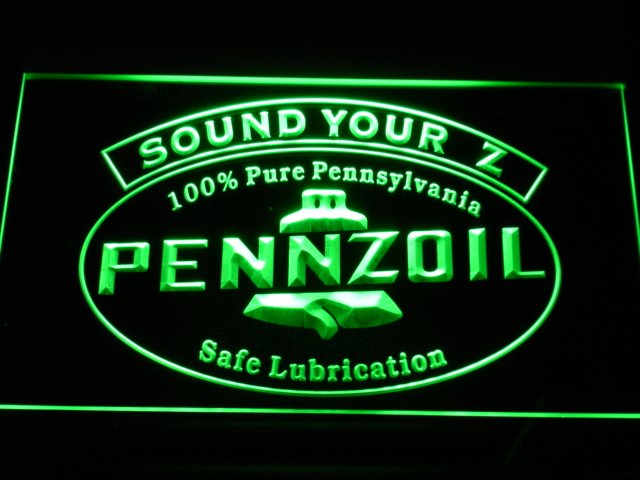 SOUND YOUR Z
100% Pure Pennsylvania
PENNZOIL
Safe Lubrication